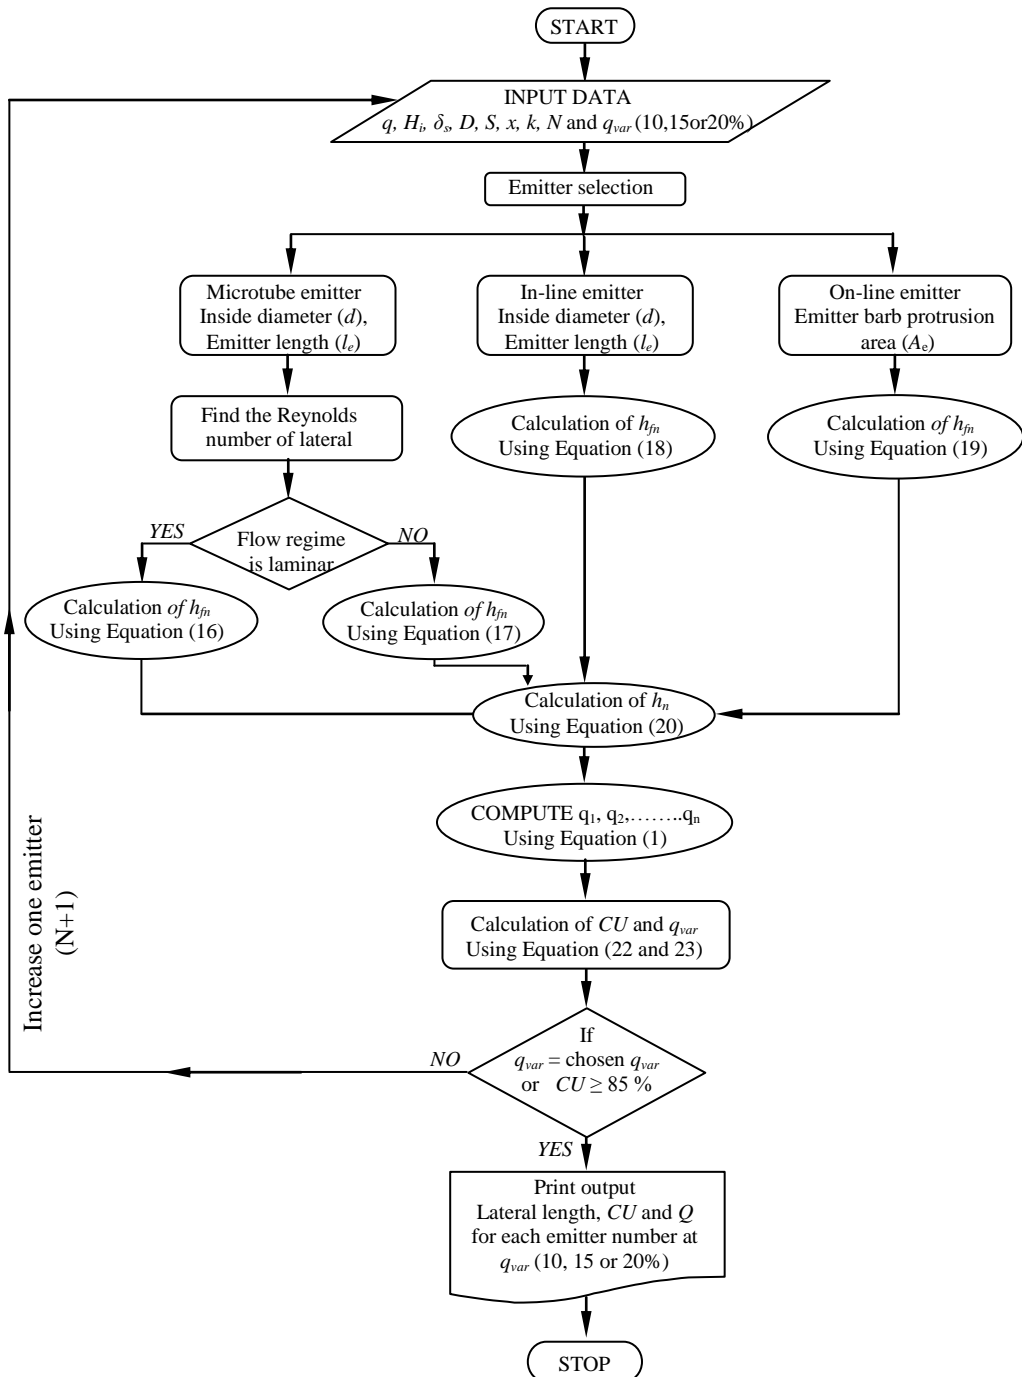 START
INPUT DATA
q, Hi, δs, D, S, x, k, N and qvar (10,15or20%)
Emitter selection
Microtube emitter
Inside diameter (d),
Emitter length (le)
In-line emitter
Inside diameter (d),
Emitter length (le)
On-line emitter
Emitter barb protrusion
area (Ae)
Find the Reynolds
number of lateral
Calculation of hfn
Using Equation (18)
Calculation of hfn
Using Equation (19)
YES
Flow regime
is laminar
NO
Calculation of hfn
Using Equation (16)
Calculation of hfn
Using Equation (17)
Calculation of hn
Using Equation (20)
COMPUTE q1, q2,……..qn
Using Equation (1)
Calculation of CU and qvar
Using Equation (22 and 23)
Increase one emitter
(N+1)
If
qvar = chosen qvar
or CU ≥ 85 %
NO
YES
Print output
Lateral length, CU and Q
for each emitter number at
qvar (10, 15 or 20%)
STOP